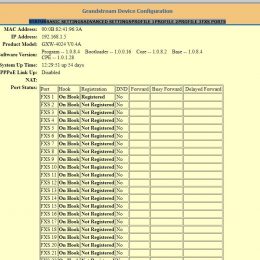 Grandstream Device Configuration
STATUS BASIC SETTINGS ADVANCED SETTINGS PROFILE 1 PROFILE 2 FXS PORTS
MAC Address: 00:0B:82:41:96:3A
IP Address: 192.168.1.5
Product Model: GXW-4024 V0.4A
Software Version: Program -- 1.0.8.4 Bootloader -- 1.0.0.16 Core -- 1.0.8.2 Base -- 1.0.8.4
CPE -- 1.0.1.28
System Up Time: 12:29:51 up 54 days
PPPoE Link Up: Disabled
NAT:
Port Status:
Port Hook Registration DND Forward Busy Forward Delayed Forward
FXS 1 On Hook Registered No
FXS 2 On Hook Not Registered No
FXS 3 On Hook Not Registered No
FXS 4 On Hook Not Registered No
FXS 5 On Hook Not Registered No
FXS 6 On Hook Not Registered No
FXS 7 On Hook Not Registered No
FXS 8 On Hook Not Registered No
FXS 9 On Hook Not Registered No
FXS 10 On Hook Not Registered No
FXS 11 On Hook Not Registered No
FXS 12 On Hook Not Registered No
FXS 13 On Hook Not Registered No
FXS 14 On Hook Not Registered No
FXS 15 On Hook Not Registered No
FXS 16 On Hook Not Registered No
FXS 17 On Hook Not Registered No
FXS 18 On Hook Not Registered No
FXS 19 On Hook Not Registered No
FXS 20 On Hook Not Registered No
FXS 21 On Hook Not Registered No